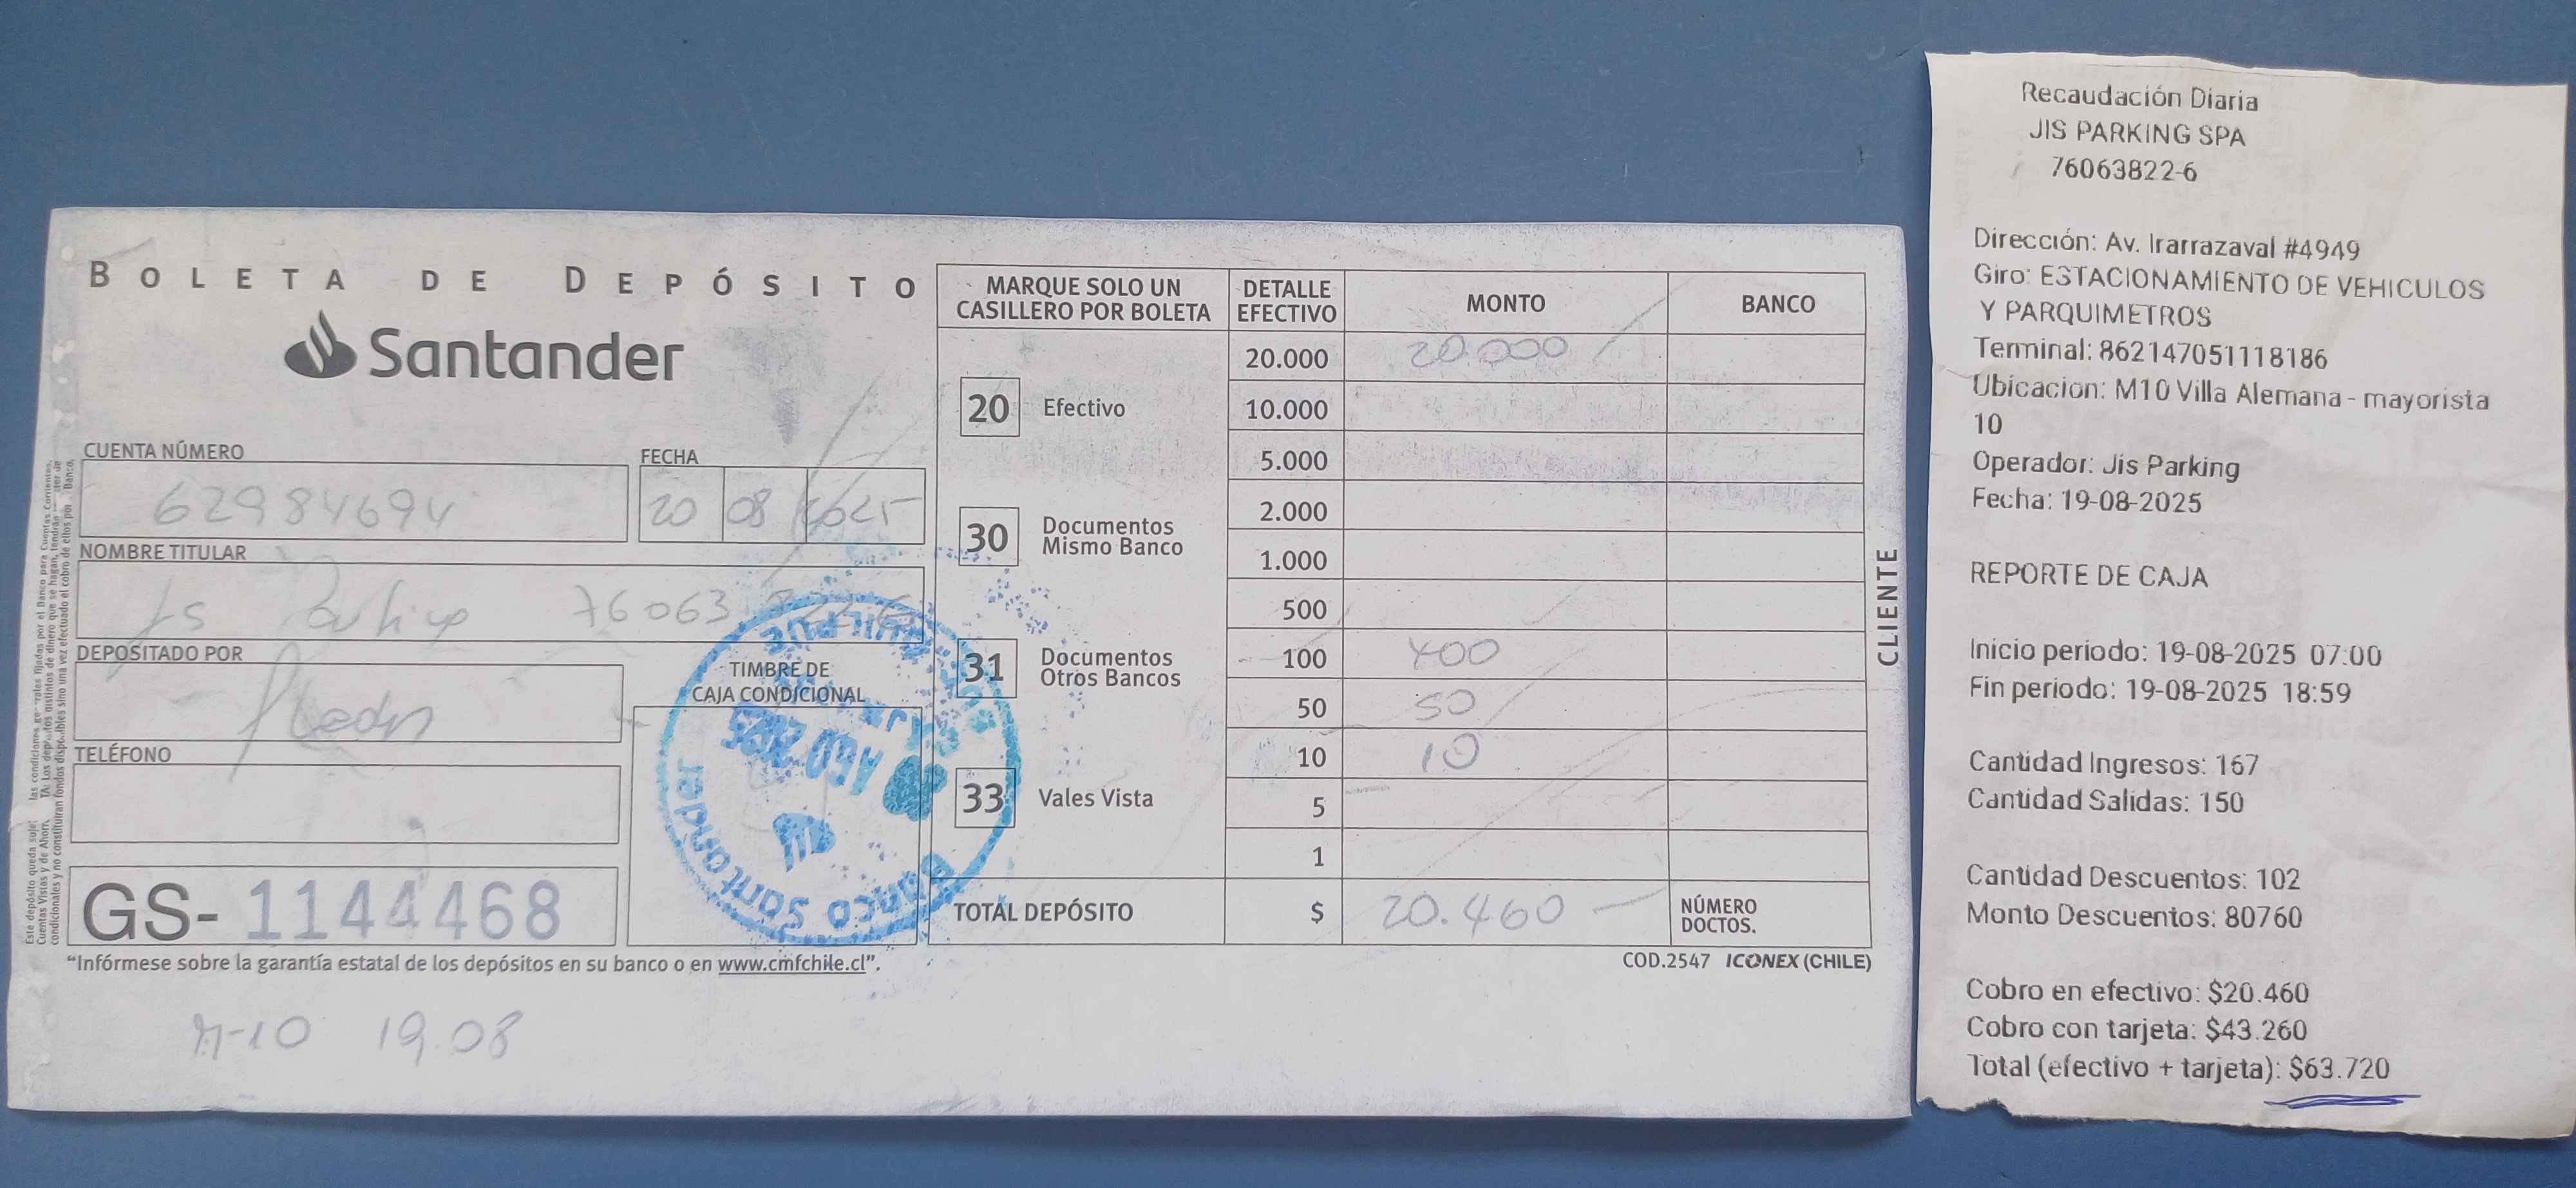 BOLETA DE DEPÓSITO
Santander
CUENTA NÚMERO
62984694
FECHA
20 08 2025
NOMBRE TITULAR
76063
DEPOSITADO POR
TELÉFONO
TIMBRE DE
CAJA CONDICIONAL
GS- 1144468
"Infórmese sobre la garantía estatal de los depósitos en su banco o en www.cmfchile.cl".
M-10 19.08
MARQUE SOLO UN
CASILLERO POR BOLETA
20 Efectivo
30 Documentos
Mismo Banco
31 Documentos
Otros Bancos
33 Vales Vista
DETALLE
EFECTIVO
MONTO
BANCO
20.000 20.000
10.000
5.000
2.000
1.000
500
100 400
50 50
10 10
5
1
TOTAL DEPÓSITO $ 20.460
NÚMERO
DOCTOS.
COD.2547 ICONEX (CHILE)
CLIENTE
Banco Santander
Recaudación Diaria
JIS PARKING SPA
76063822-6
Dirección: Av. Irarrazaval #4949
Giro: ESTACIONAMIENTO DE VEHICULOS
Y PARQUIMETROS
Terminal: 862147051118186
Ubicacion: M10 Villa Alemana - mayorista
10
Operador: Jis Parking
Fecha: 19-08-2025
REPORTE DE CAJA
Inicio periodo: 19-08-2025 07:00
Fin periodo: 19-08-2025 18:59
Cantidad Ingresos: 167
Cantidad Salidas: 150
Cantidad Descuentos: 102
Monto Descuentos: 80760
Cobro en efectivo: $20.460
Cobro con tarjeta: $43.260
Total (efectivo + tarjeta): $63.720